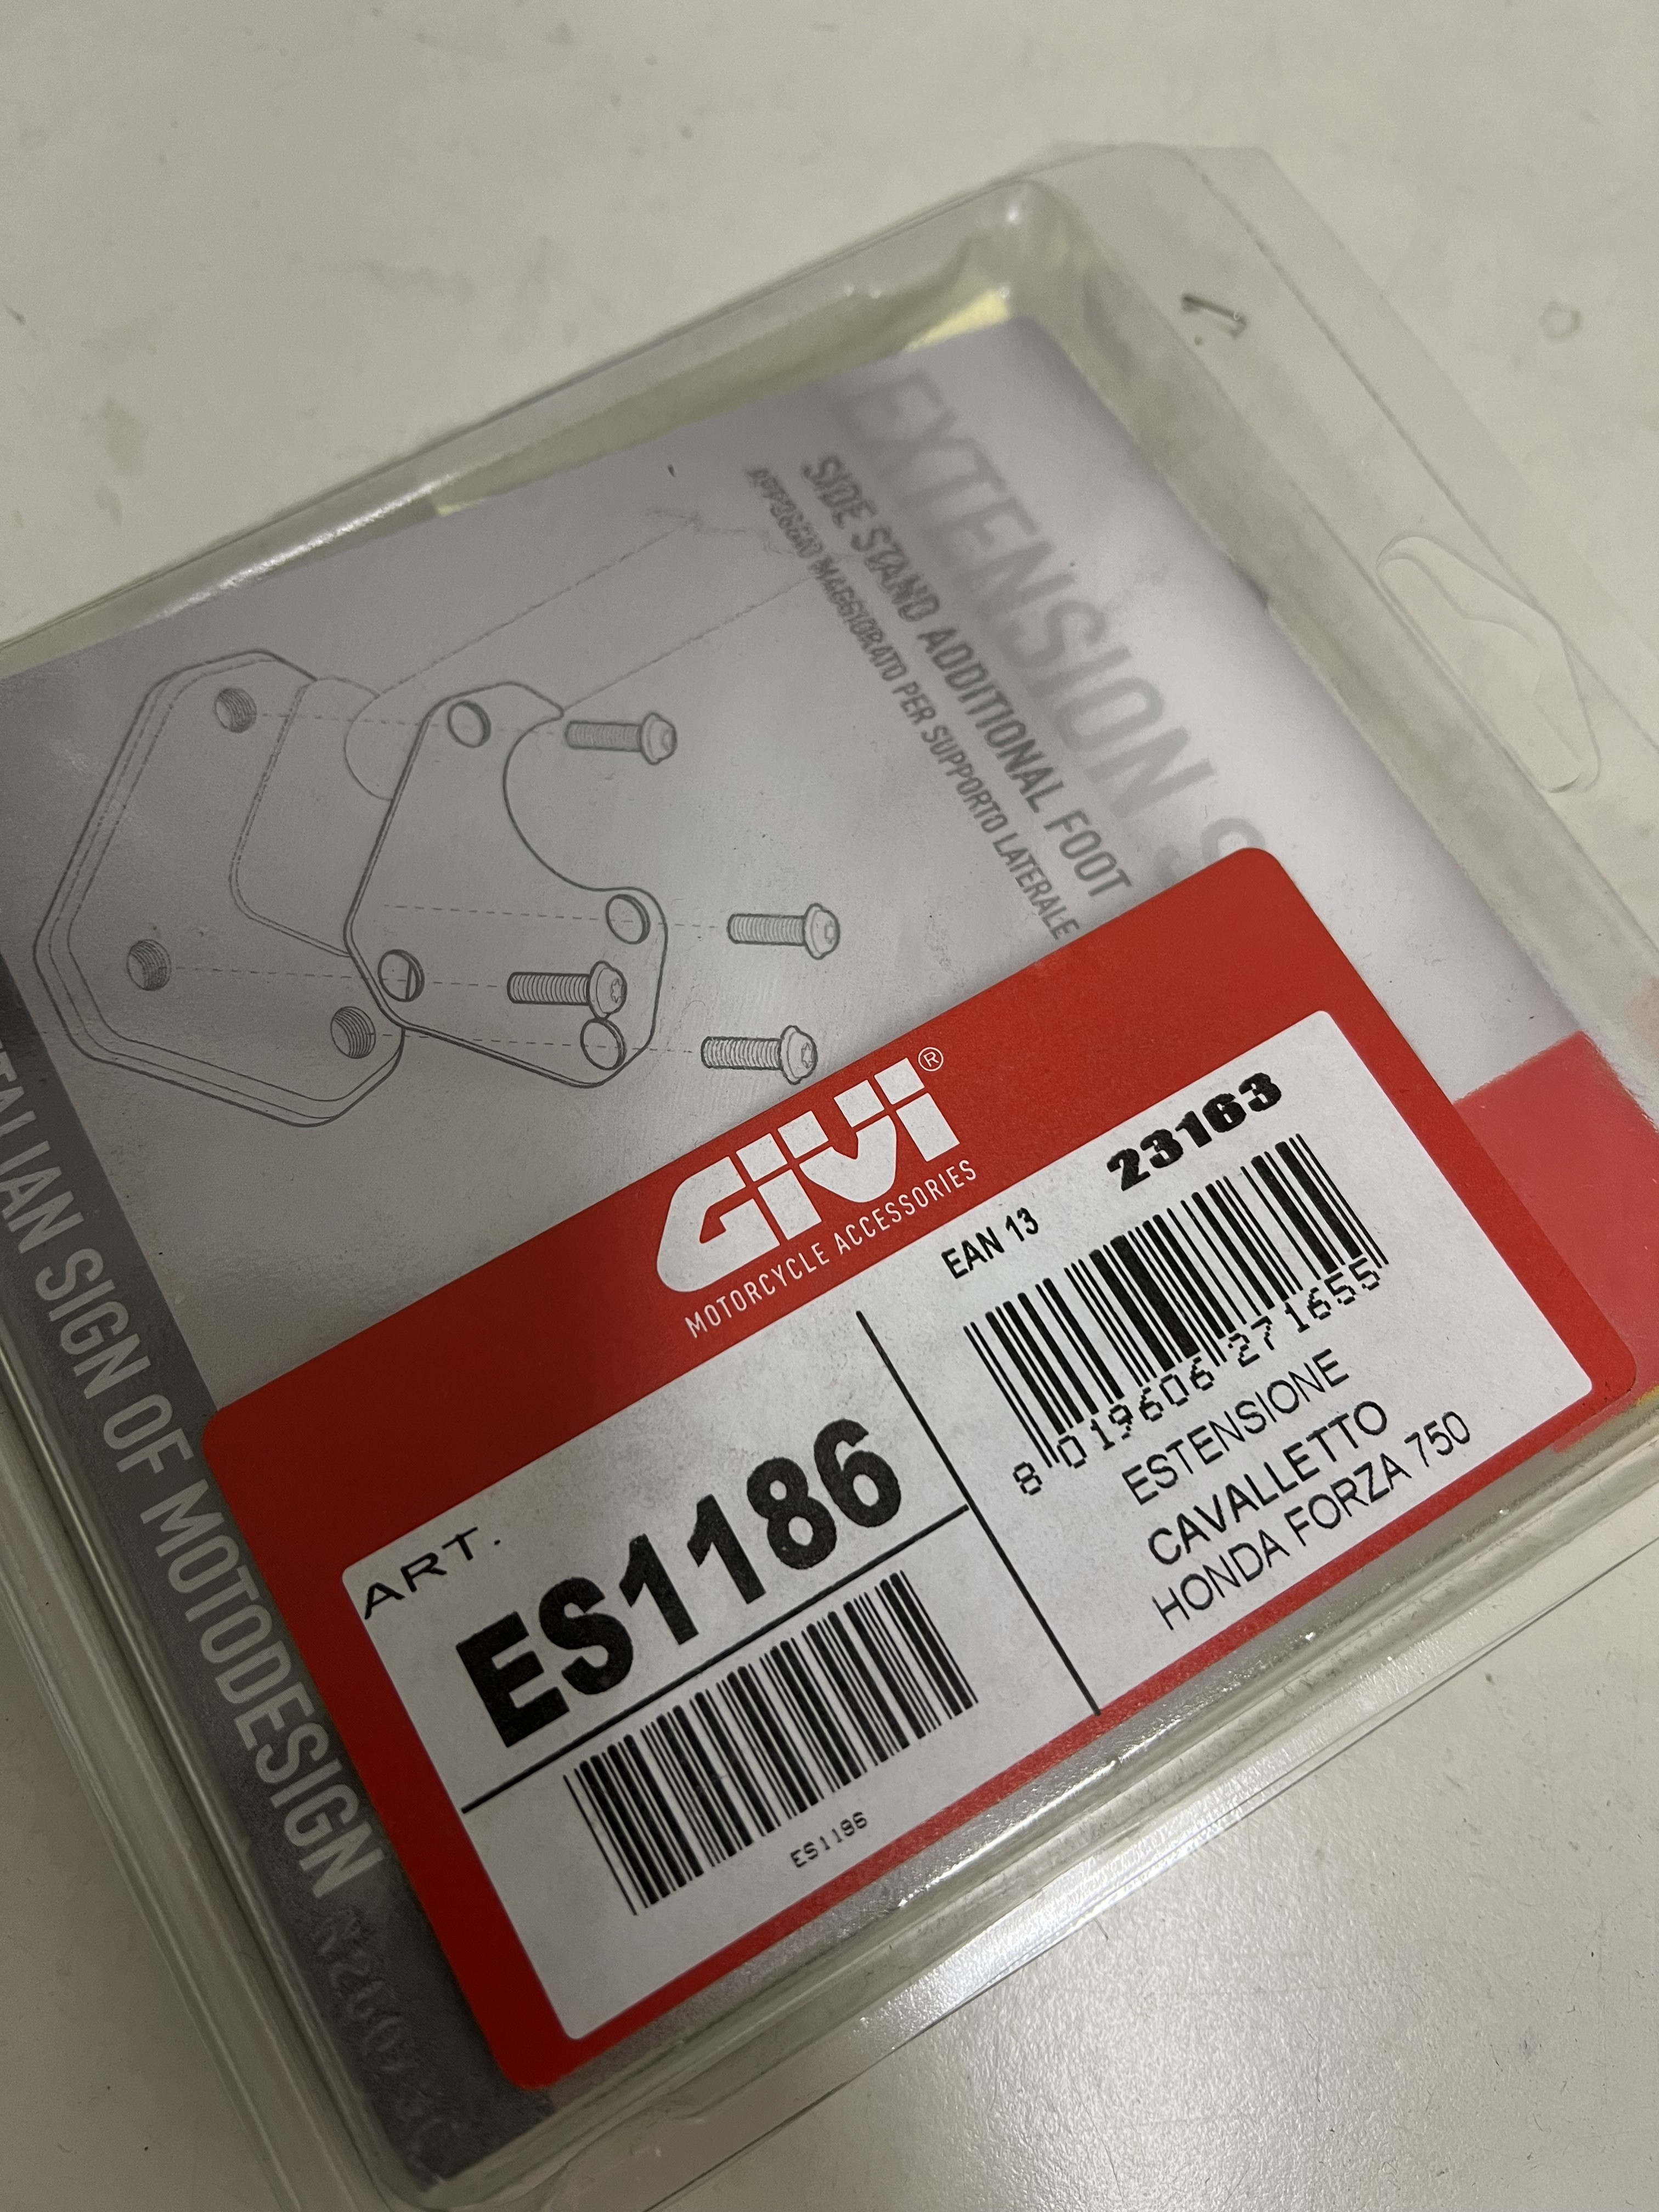 EXTENSION S
SIDE STAND ADDITIONAL FOOT
APPOGGIO MAGGIORATO PER SUPPORTO LATERALE
ITALIAN SIGN OF MOTODESIGN
GIVI®
MOTORCYCLE ACCESSORIES
ART.
ES1186
ES1186
EAN 13
23163
8 019606 271655
ESTENSIONE
CAVALLETTO
HONDA FORZA 750